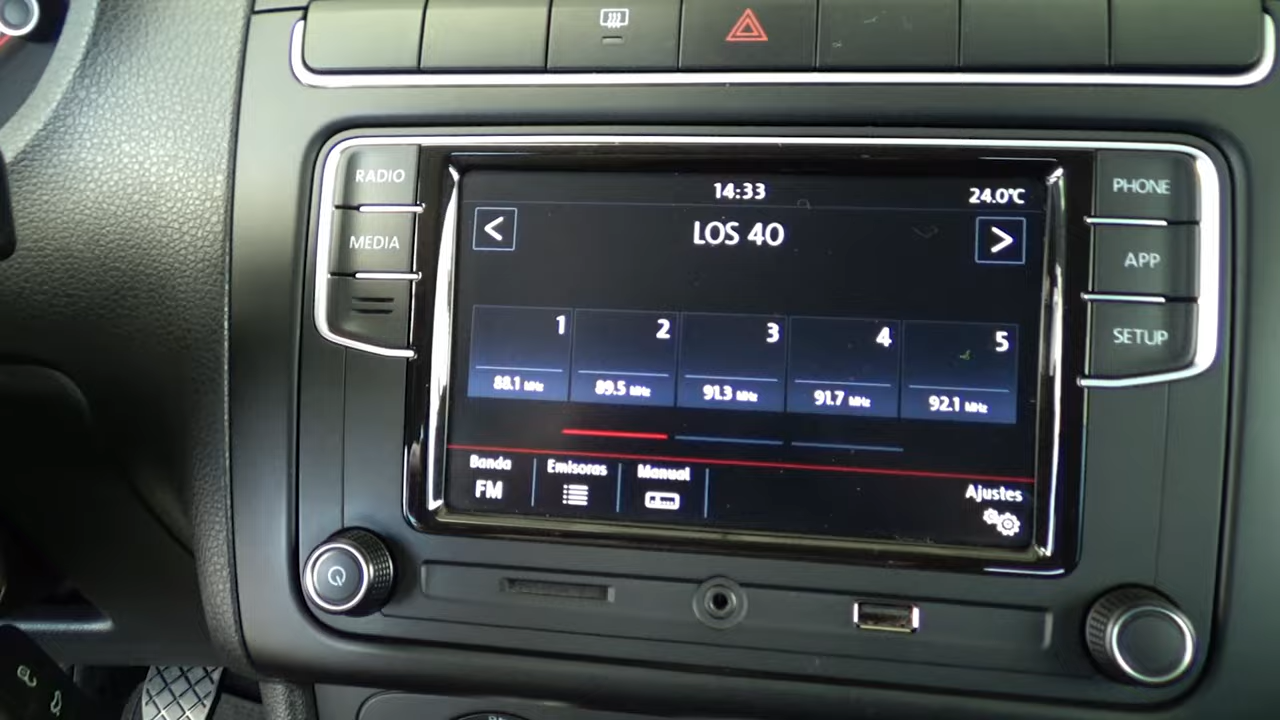 RADIO
MEDIA
PHONE
APP
SETUP
14:33
24.0°C
<
LOS 40
>
1
2
3
4
5
88.1 MHz
89.5 MHz
91.3 MHz
91.7 MHz
92.1 MHz
Banda
FM
Emisoras
Manual
Ajustes